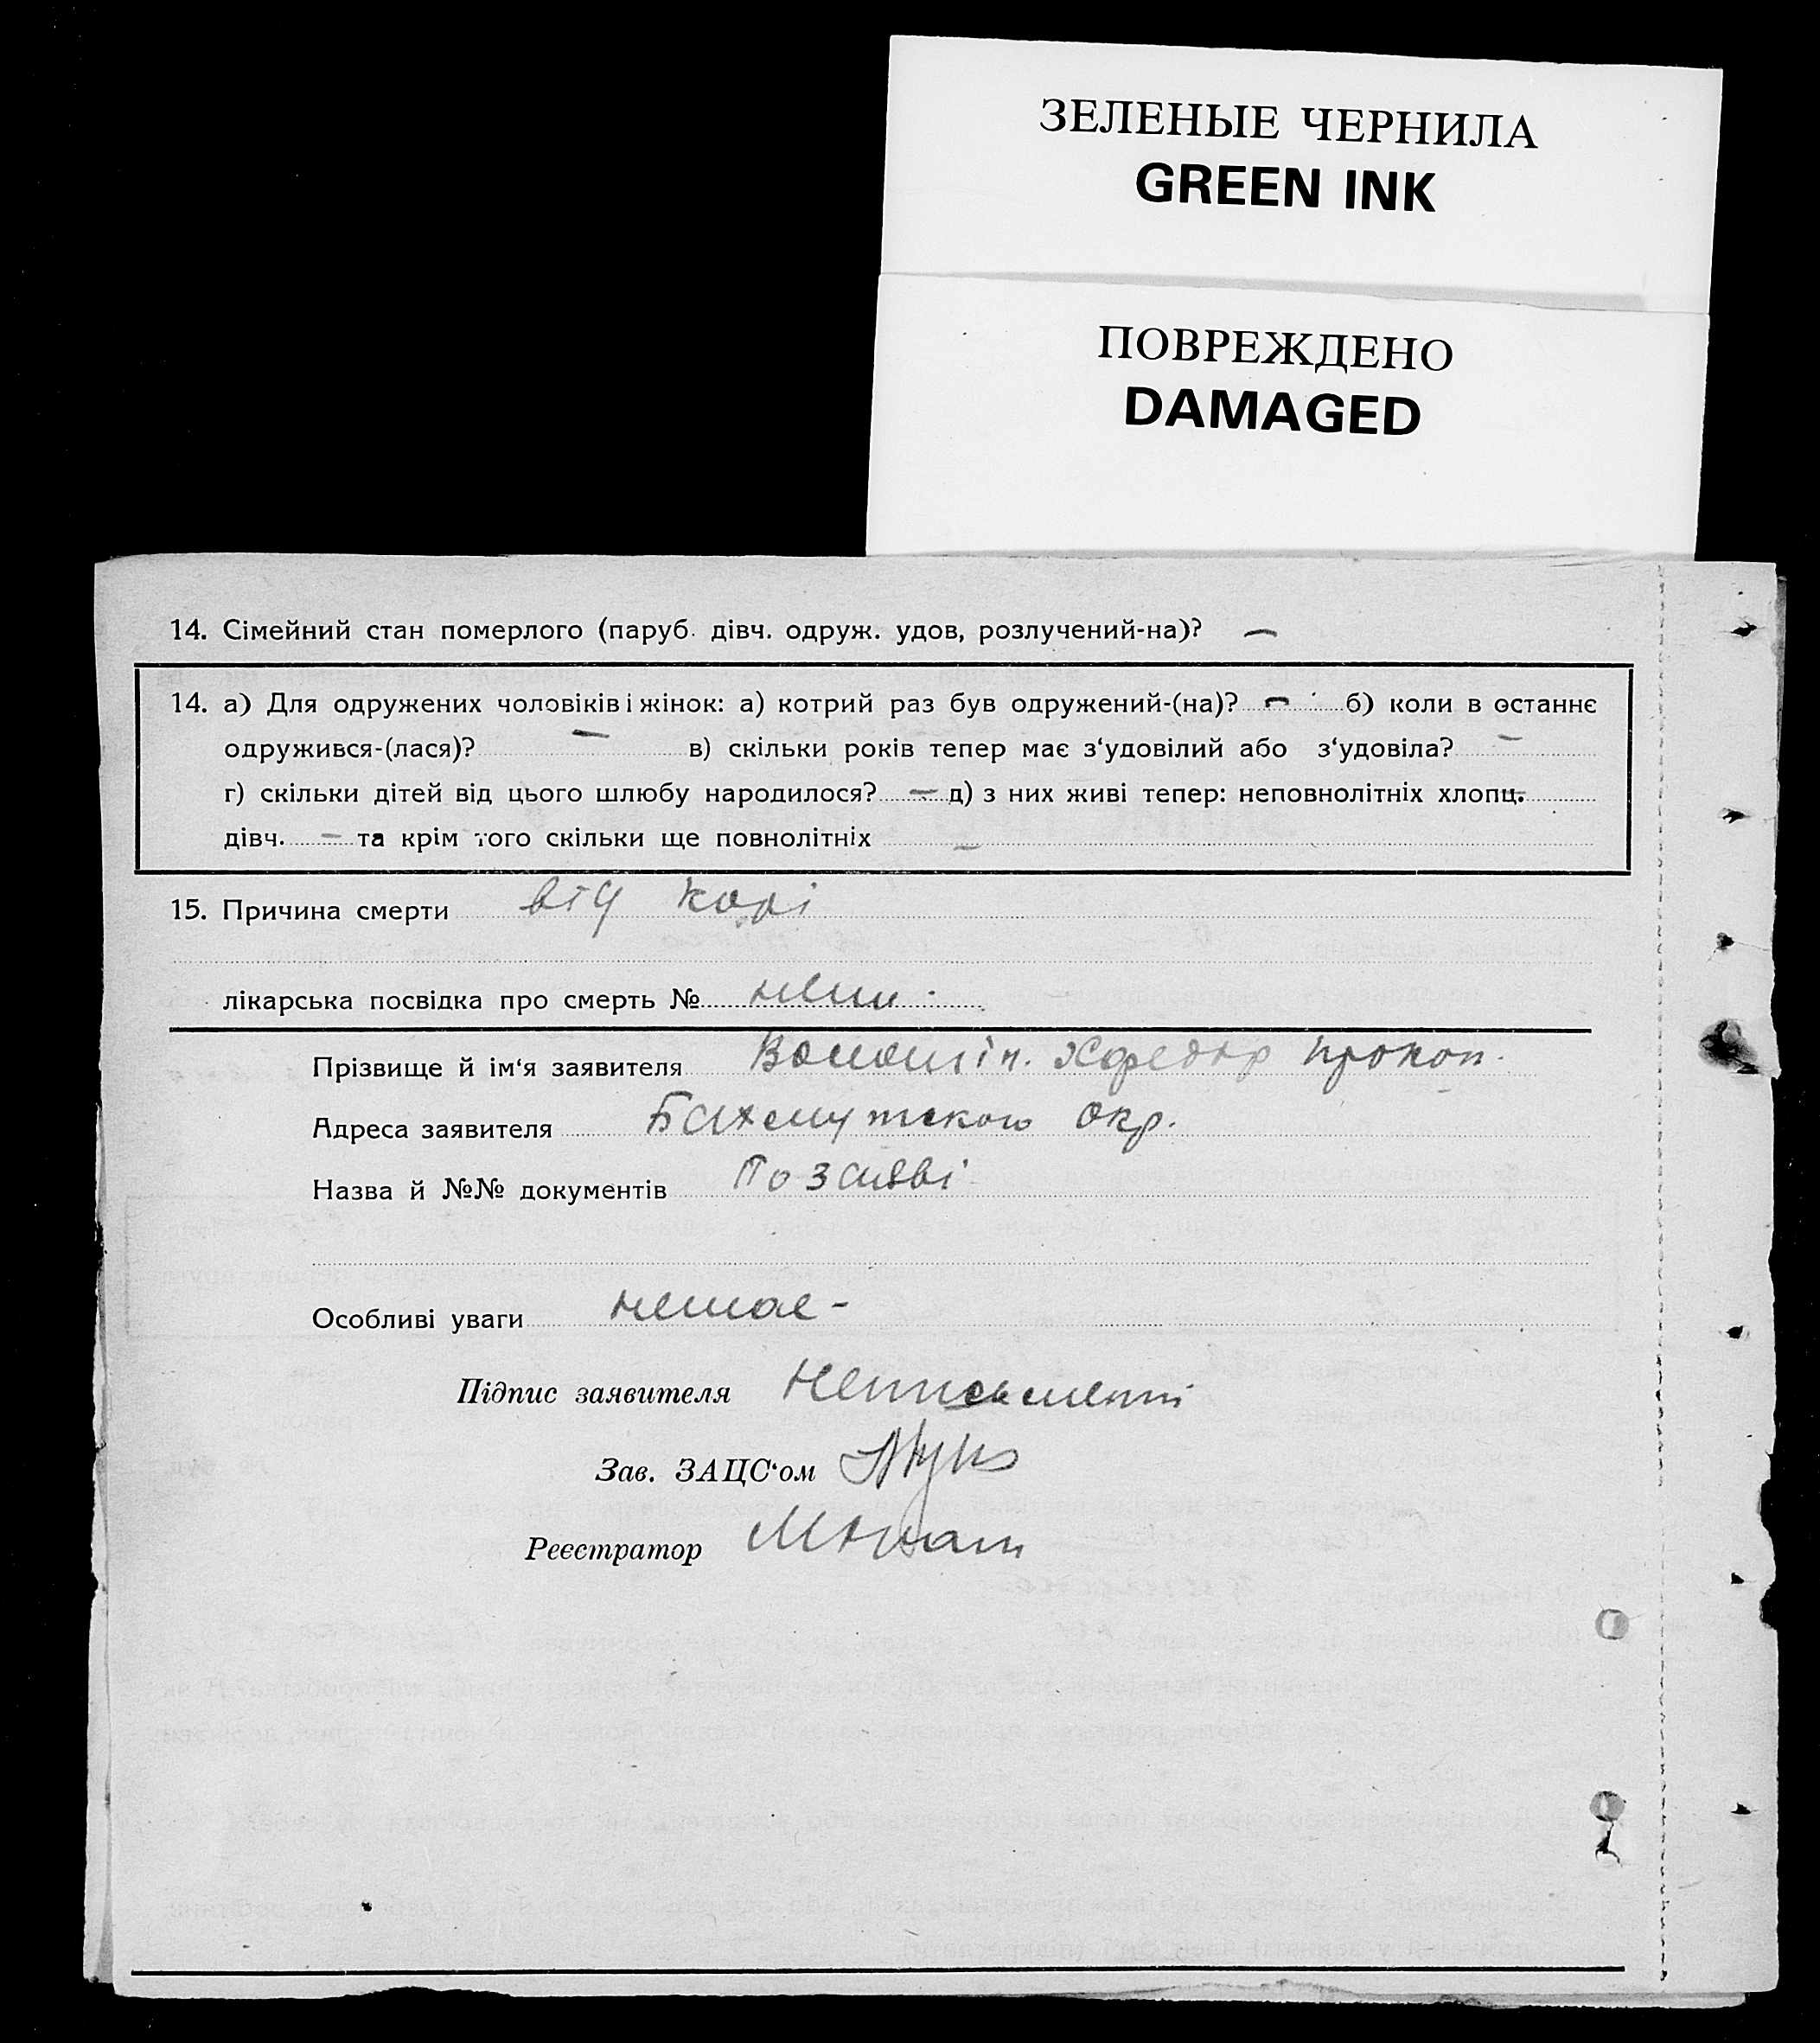 ЗЕЛЕНЫЕ ЧЕРНИЛА
GREEN INK
ПОВРЕЖДЕНО
DAMAGED
14. Сімейний стан померлого (паруб. дівч. одруж. удов, розлучений-на)? —
14. а) Для одружених чоловіків і жінок: а) котрий раз був одружений-(на)? — б) коли в останнє
одружився-(лася)? — в) скільки років тепер має з‘удовілий або з‘удовіла? —
г) скільки дітей від цього шлюбу народилося? — д) з них живі тепер: неповнолітніх хлопц. —
дівч. — та крім того скільки ще повнолітніх —
15. Причина смерти від корі
лікарська посвідка про смерть №
Прізвище й ім‘я заявителя Прокоп.
Адреса заявителя Бахмутского окр.
Назва й №№ документів По заяві
Особливі уваги немае -
Підпис заявителя
Зав. ЗАЦС‘ом
Реєстратор